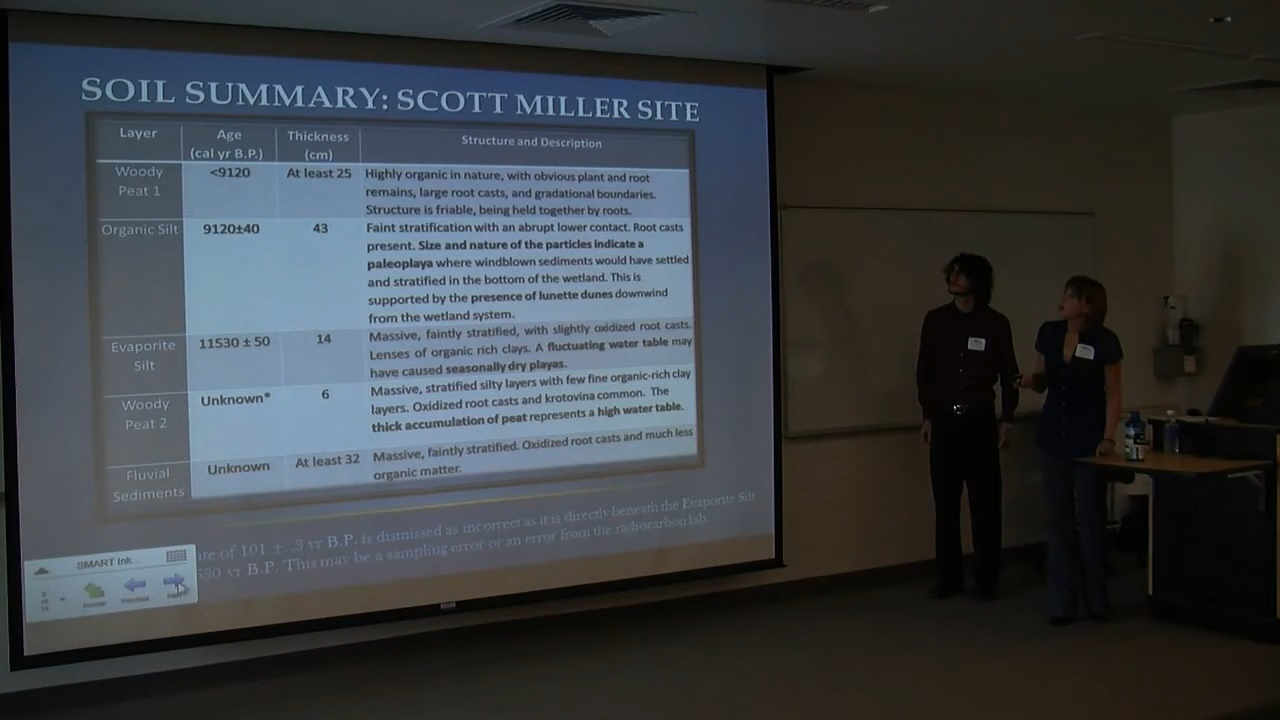 SOIL SUMMARY: SCOTT MILLER SITE
Layer
Age
(cal yr B.P.)
Thickness
(cm)
Structure and Description
Woody
Peat 1
<9120
At least 25
Highly organic in nature, with obvious plant and root
remains, large root casts, and gradational boundaries.
Structure is friable, being held together by roots.
Organic Silt
9120±40
43
Faint stratification with an abrupt lower contact. Root casts
present. Size and nature of the particles indicate a
paleoplaya where windblown sediments would have settled
and stratified in the bottom of the wetland. This is
supported by the presence of lunette dunes downwind
from the wetland system.
Evaporite
Silt
11530 ± 50
14
Massive, faintly stratified, with slightly oxidized root casts.
Lenses of organic rich clays. A fluctuating water table may
have caused seasonally dry playas.
Woody
Peat 2
Unknown*
6
Massive, stratified silty layers with few fine organic-rich clay
layers. Oxidized root casts and krotovina common. The
thick accumulation of peat represents a high water table.
Fluvial
Sediments
Unknown
At least 32
Massive, faintly stratified. Oxidized root casts and much less
organic matter.
of 101 ± .3 yr B.P. is dismissed as incorrect as it is directly beneath the Evaporite Silt
yr B.P. This may be a sampling error or an error from the radiocarbon lab.
SMART Ink...
Previous